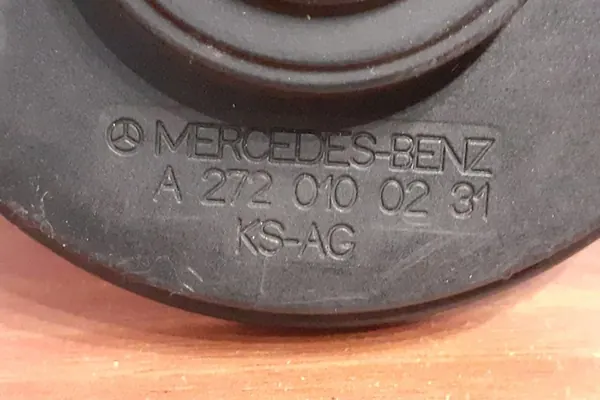 MERCEDES-BENZ
A 272 010 02 31
KS-AG